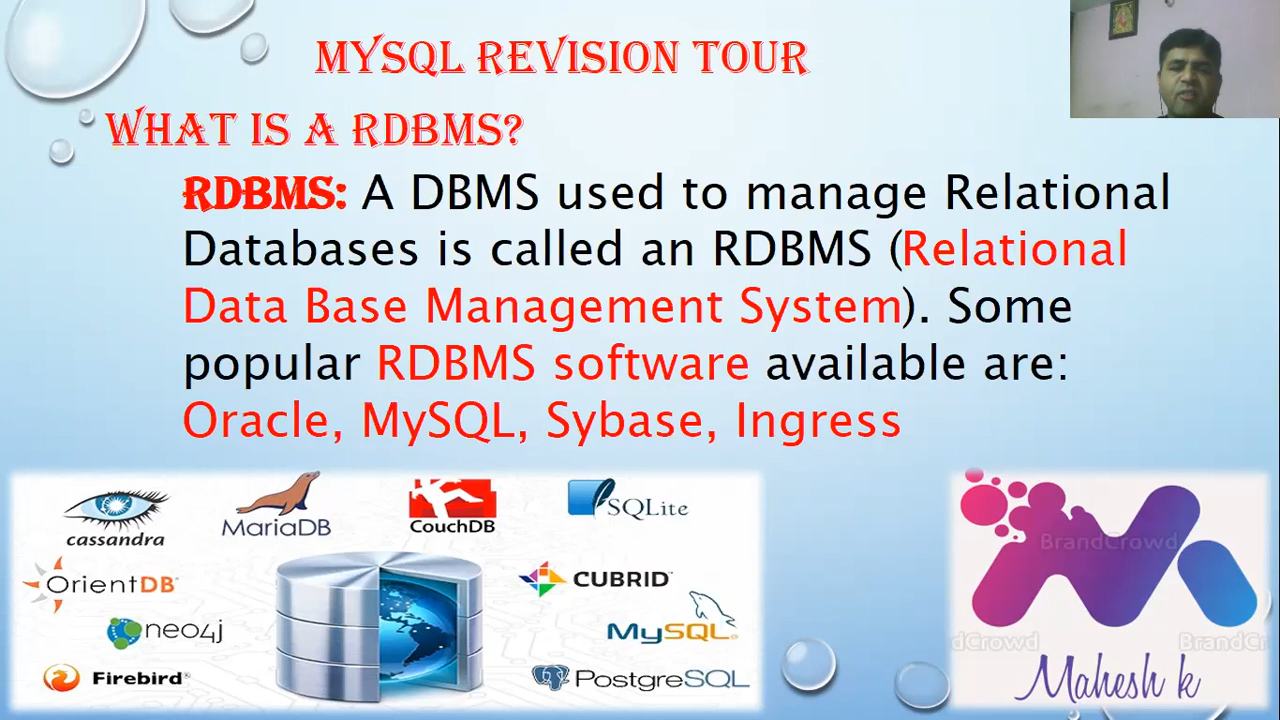 MYSQL REVISION TOUR
WHAT IS A RDBMS?
RDBMS: A DBMS used to manage Relational
Databases is called an RDBMS (Relational
Data Base Management System). Some
popular RDBMS software available are:
Oracle, MySQL, Sybase, Ingress
cassandra
MariaDB
CouchDB
SQLite
OrientDB
CUBRID
neo4j
MySQL
Firebird
PostgreSQL
BrandCrowd
dCrowd
BrandCr
Mahesh k